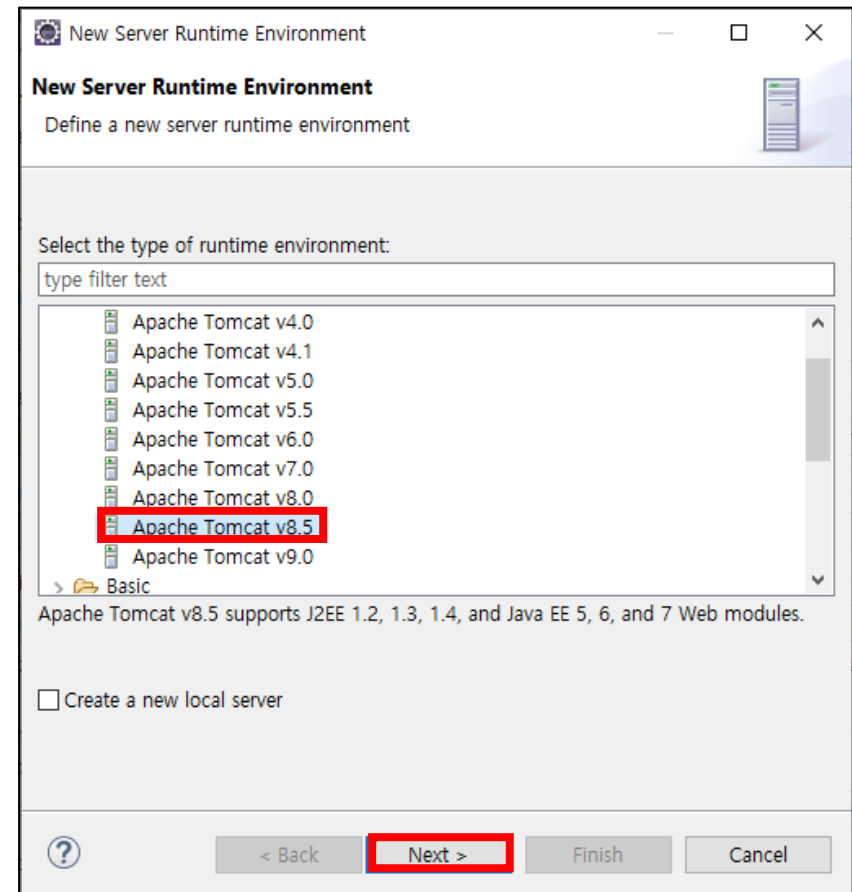 New Server Runtime Environment
New Server Runtime Environment
Define a new server runtime environment
Select the type of runtime environment:
type filter text
Apache Tomcat v4.0
Apache Tomcat v4.1
Apache Tomcat v5.0
Apache Tomcat v5.5
Apache Tomcat v6.0
Apache Tomcat v7.0
Apache Tomcat v8.0
Apache Tomcat v8.5
Apache Tomcat v9.0
Basic
Apache Tomcat v8.5 supports J2EE 1.2, 1.3, 1.4, and Java EE 5, 6, and 7 Web modules.
Create a new local server
? < Back Next > Finish Cancel